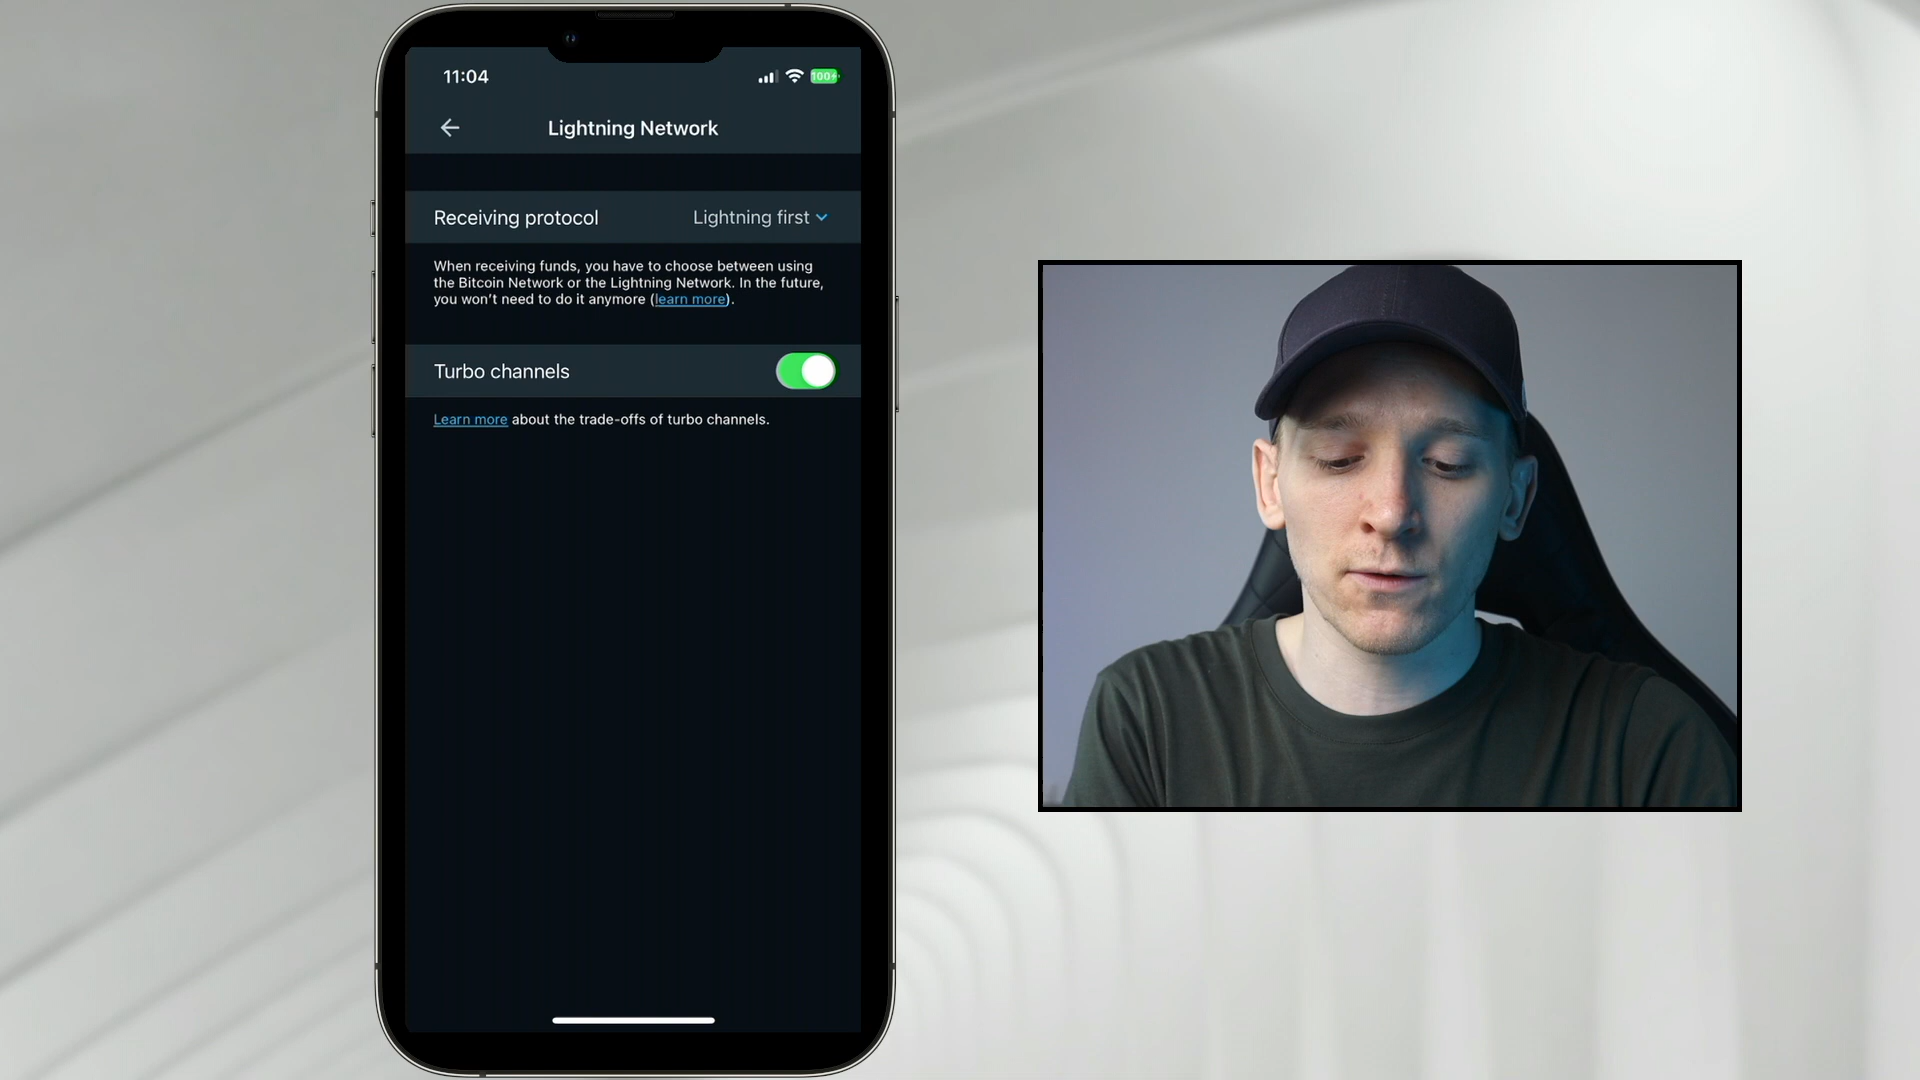 11:04
100
Lightning Network
Receiving protocol
Lightning first
When receiving funds, you have to choose between using
the Bitcoin Network or the Lightning Network. In the future,
you won't need to do it anymore (learn more).
Turbo channels
Learn more about the trade-offs of turbo channels.